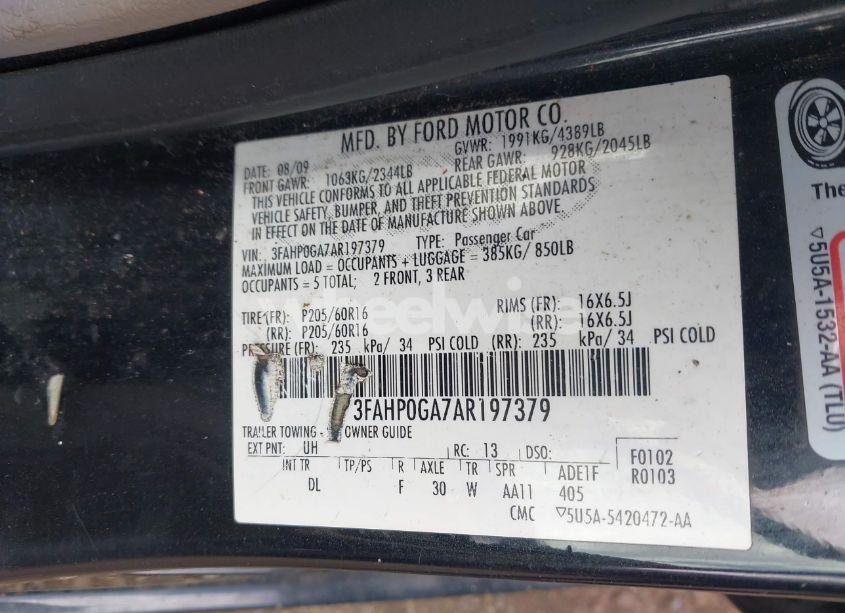 MFD. BY FORD MOTOR CO.
DATE: 08/09 GVWR: 1991KG/4389LB
FRONT GAWR: 1063KG/2344LB REAR GAWR: 928KG/2045LB
THIS VEHICLE CONFORMS TO ALL APPLICABLE FEDERAL MOTOR
VEHICLE SAFETY, BUMPER, AND THEFT PREVENTION STANDARDS
IN EFFECT ON THE DATE OF MANUFACTURE SHOWN ABOVE.
VIN: 3FAHP0GA7AR197379 TYPE: Passenger Car
MAXIMUM LOAD = OCCUPANTS + LUGGAGE = 385KG/ 850LB
OCCUPANTS = 5 TOTAL; 2 FRONT, 3 REAR
wheelwise
TIRE(FR): P205/60R16 RIMS (FR): 16X6.5J
(RR): P205/60R16 (RR): 16X6.5J
PRESSURE (FR): 235 kPa/ 34 PSI COLD (RR): 235 kPa/ 34 PSI COLD
3FAHP0GA7AR197379
TRAILER TOWING - OWNER GUIDE
EXT PNT: UH RC: 13 DSO: F0102
INT TR TP/PS R AXLE TR SPR ADE1F R0103
DL F 30 W AA11 405
CMC ▽5U5A-5420472-AA
The
▽5U5A-1532-AA (TLU)